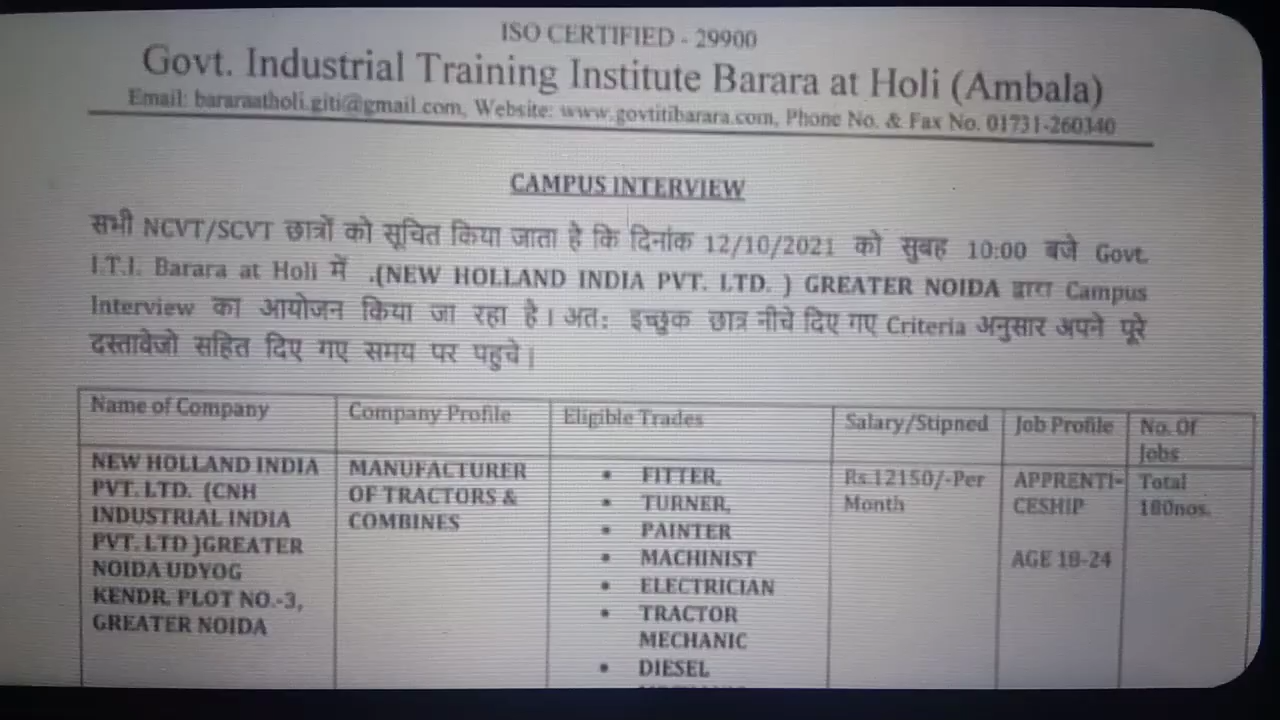 ISO CERTIFIED - 29900
Govt. Industrial Training Institute Barara at Holi (Ambala)
Email: bararaatholi.giti@gmail.com, Website: www.govtitibarara.com, Phone No. & Fax No. 01731-260340
CAMPUS INTERVIEW
सभी NCVT/SCVT छात्रों को सूचित किया जाता है कि दिनांक 12/10/2021 को सुबह 10:00 बजे Govt.
I.T.I. Barara at Holi में .(NEW HOLLAND INDIA PVT. LTD. ) GREATER NOIDA द्वारा Campus
Interview का आयोजन किया जा रहा है। अतः इच्छुक छात्र नीचे दिए गए Criteria अनुसार अपने पूरे
दस्तावेजो सहित दिए गए समय पर पहुचे।
Name of Company
Company Profile
Eligible Trades
Salary/Stipned
Job Profile
No. Of
Jobs
NEW HOLLAND INDIA
PVT. LTD. (CNH
INDUSTRIAL INDIA
PVT. LTD )GREATER
NOIDA UDYOG
KENDR. PLOT NO.-3,
GREATER NOIDA
MANUFACTURER
OF TRACTORS &
COMBINES
• FITTER,
• TURNER,
• PAINTER
• MACHINIST
• ELECTRICIAN
• TRACTOR
MECHANIC
• DIESEL
Rs.12150/-Per
Month
APPRENTI-
CESHIP
AGE 18-24
Total
180nos.